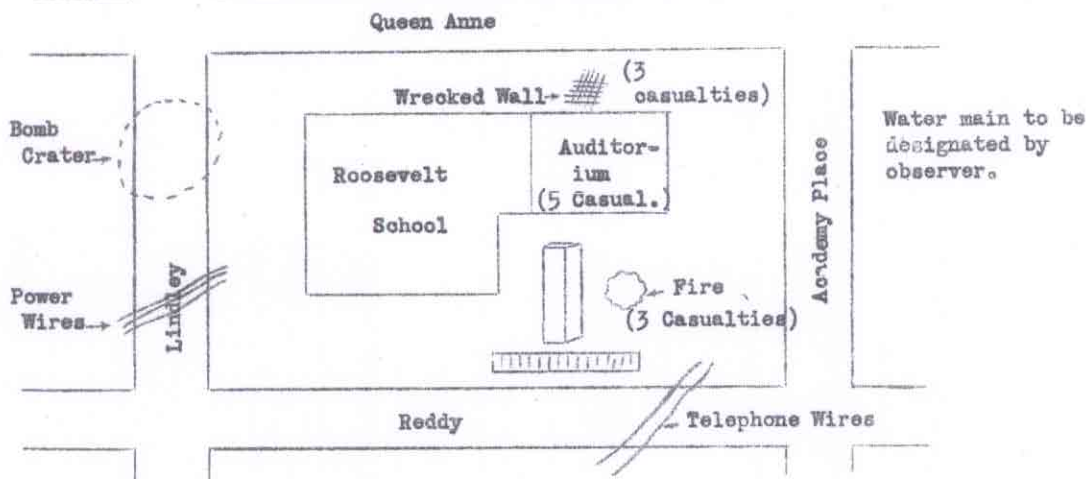 Queen Anne
(3
casualties)
Wrecked Wall→
Bomb
Crater→
Roosevelt
School
Auditor-
ium
(5 Casual.)
Water main to be
designated by
observer.
Academy Place
Lindley
Power
Wires→
Fire
(3 Casualties)
Reddy
Telephone Wires